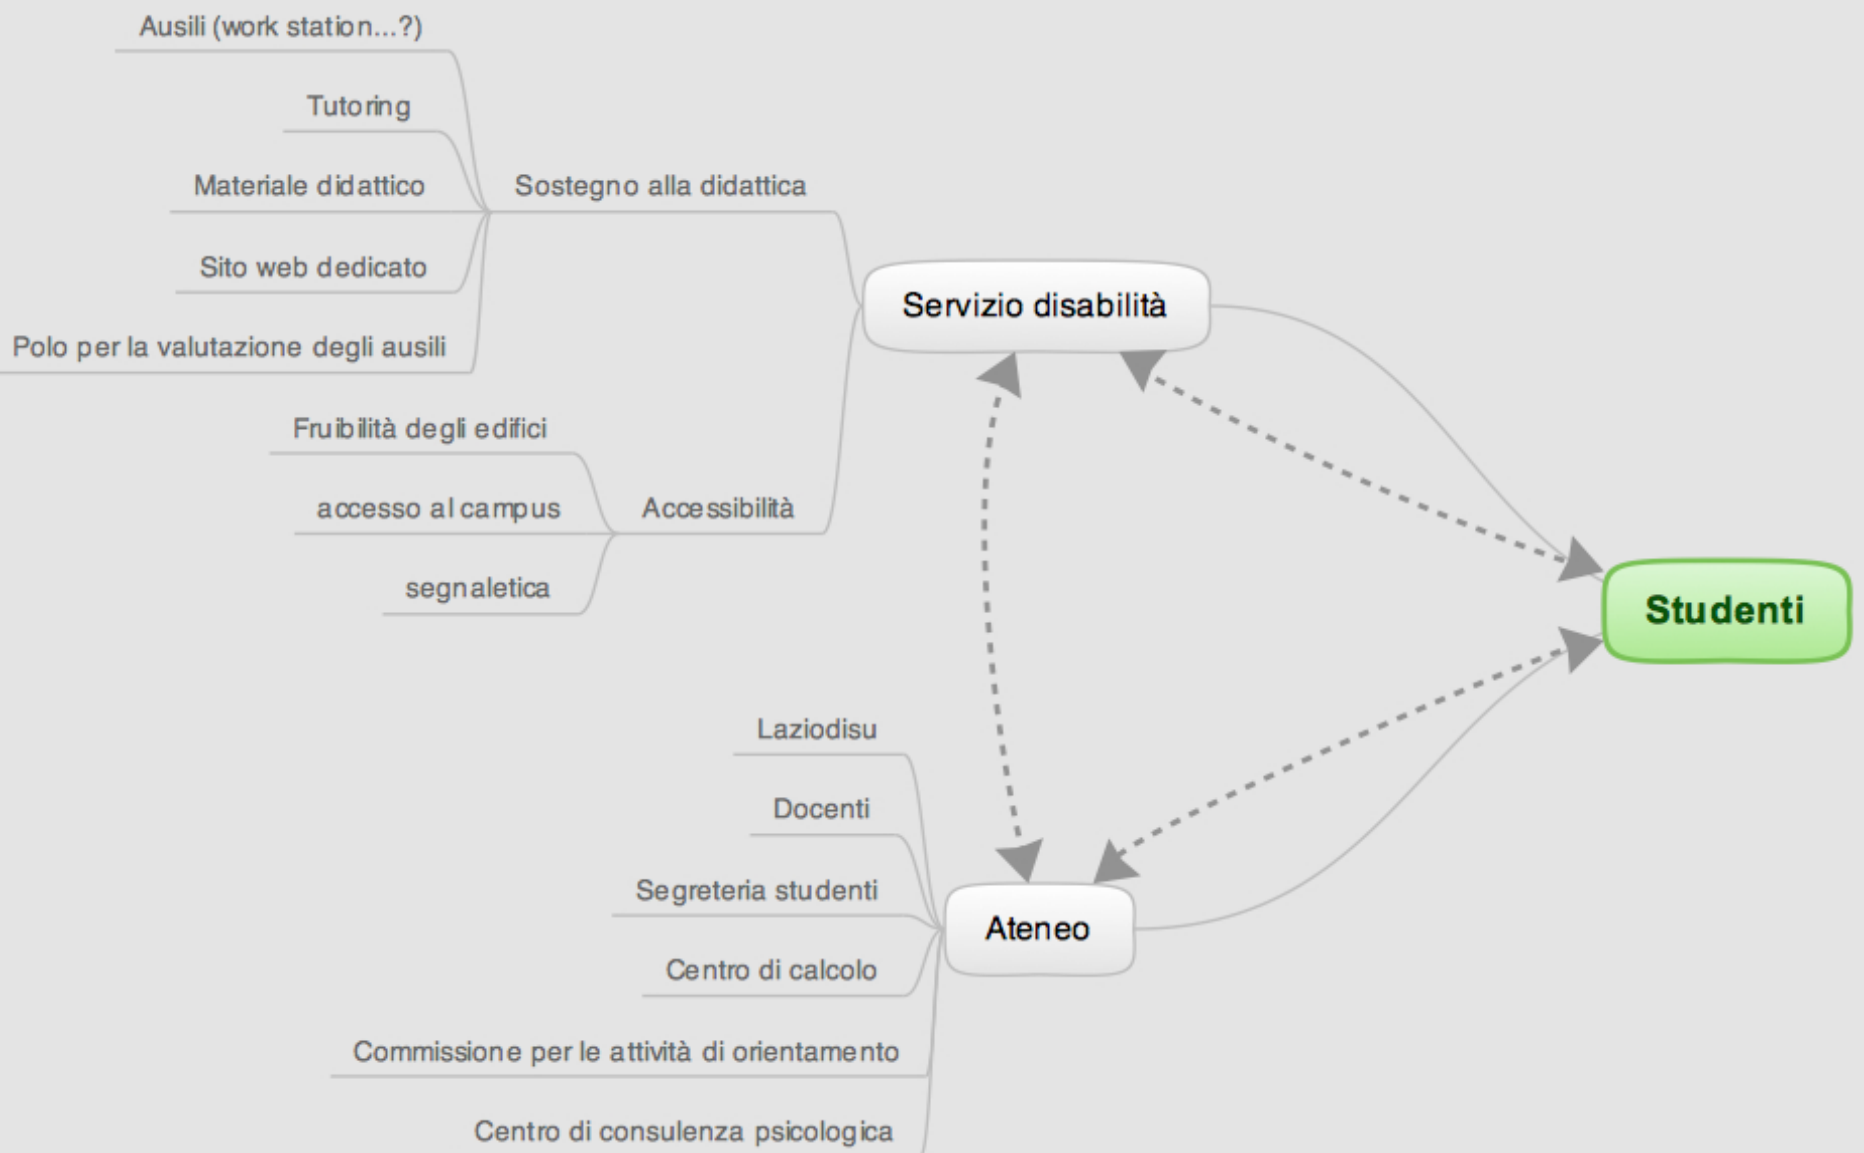 Ausili (work station...?)
Tutoring
Materiale didattico
Sostegno alla didattica
Sito web dedicato
Servizio disabilità
Polo per la valutazione degli ausili
Fruibilità degli edifici
accesso al campus
Accessibilità
segnaletica
Studenti
Laziodisu
Docenti
Segreteria studenti
Ateneo
Centro di calcolo
Commissione per le attività di orientamento
Centro di consulenza psicologica